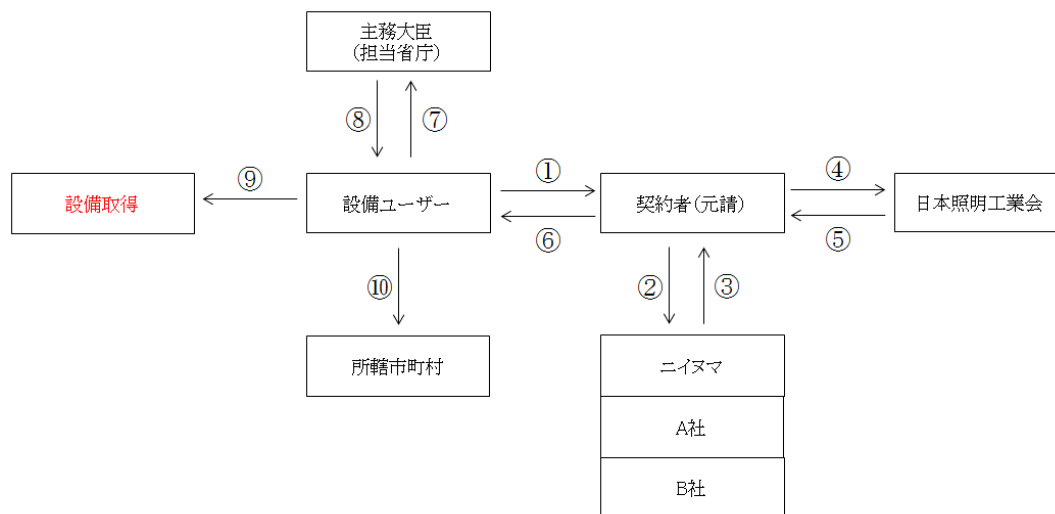 主務大臣
(担当省庁)
⑧
⑦
⑨
①
④
設備取得
設備ユーザー
契約者(元請)
日本照明工業会
⑥
⑤
⑩
②
③
所轄市町村
ニイヌマ
A社
B社